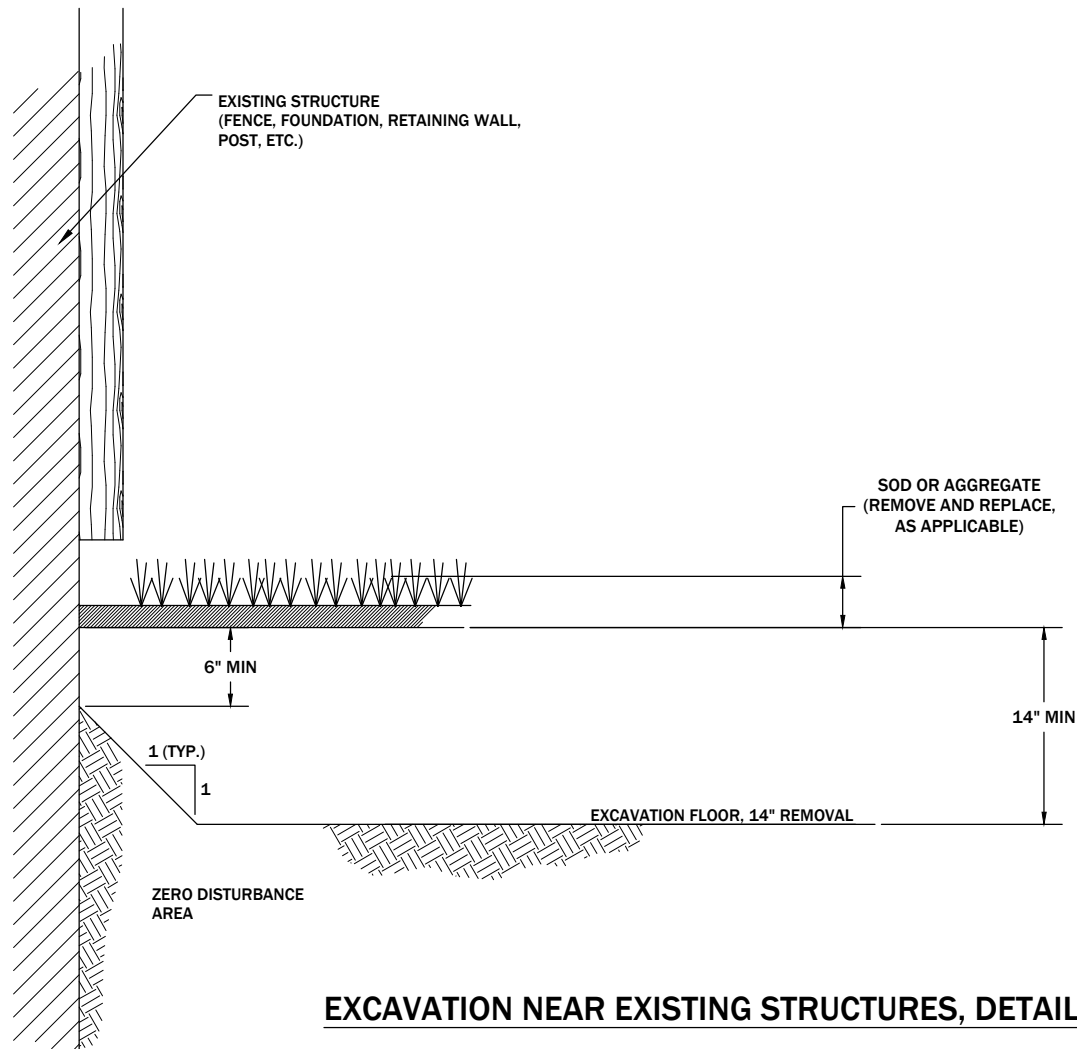 EXISTING STRUCTURE
(FENCE, FOUNDATION, RETAINING WALL,
POST, ETC.)
SOD OR AGGREGATE
(REMOVE AND REPLACE,
AS APPLICABLE)
6" MIN
14" MIN
1 (TYP.)
1
EXCAVATION FLOOR, 14" REMOVAL
ZERO DISTURBANCE
AREA
EXCAVATION NEAR EXISTING STRUCTURES, DETAIL